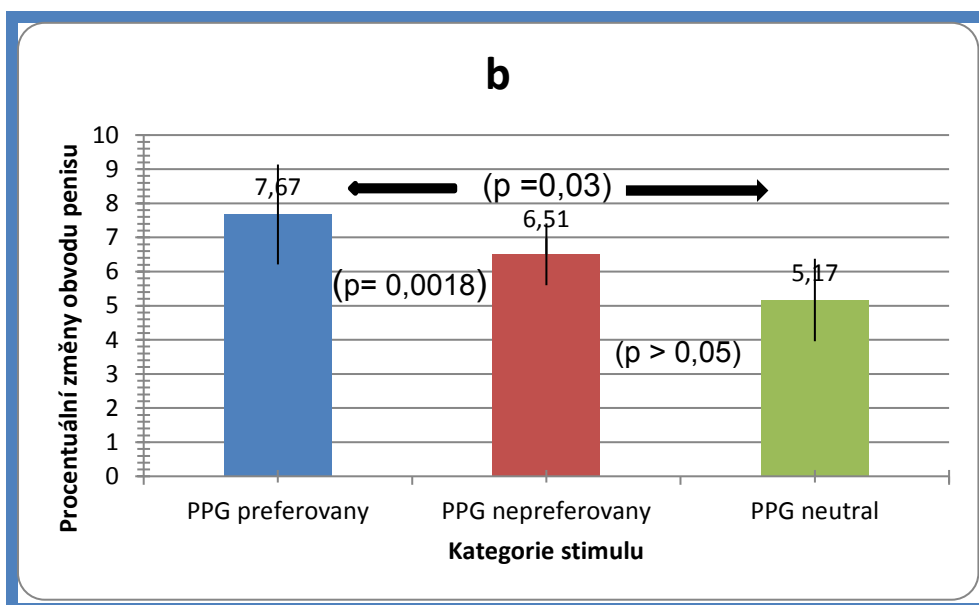 b
Procentuální změny obvodu penisu
10
9
8
7
6
5
4
3
2
1
0
7,67
(p =0,03)
6,51
(p= 0,0018)
5,17
(p > 0,05)
PPG preferovany
PPG nepreferovany
PPG neutral
Kategorie stimulu